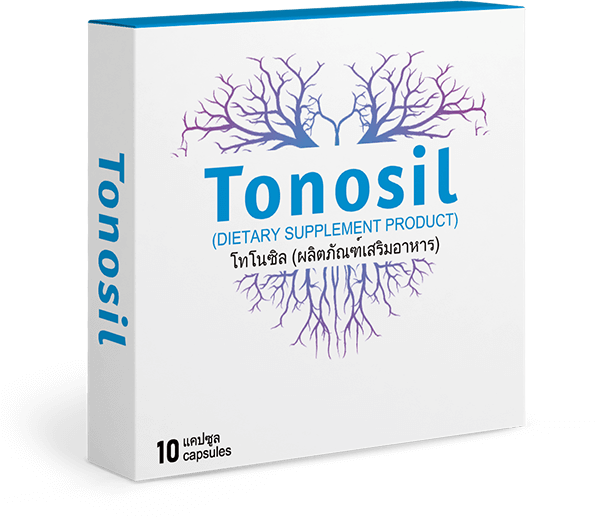 Tonosil
Tonosil
(DIETARY SUPPLEMENT PRODUCT)
โทโนซิล (ผลิตภัณฑ์เสริมอาหาร)
10 แคปซูล
capsules